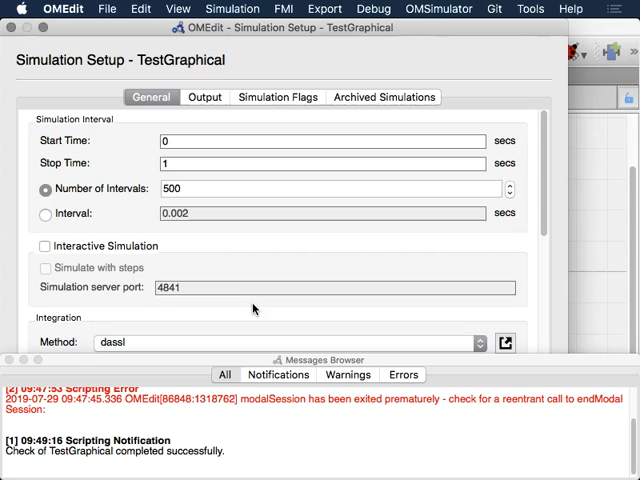 OMEdit File Edit View Simulation FMI Export Debug OMSimulator Git Tools Help
OMEdit - Simulation Setup - TestGraphical
Simulation Setup - TestGraphical
General Output Simulation Flags Archived Simulations
Simulation Interval
Start Time: 0 secs
Stop Time: 1 secs
Number of Intervals: 500
Interval: 0.002 secs
Interactive Simulation
Simulate with steps
Simulation server port: 4841
Integration
Method: dassl
Messages Browser
All Notifications Warnings Errors
[2] 09:47:53 Scripting Error
2019-07-29 09:47:45.336 OMEdit[86848:1318762] modalSession has been exited prematurely - check for a reentrant call to endModal
Session:
[1] 09:49:16 Scripting Notification
Check of TestGraphical completed successfully.